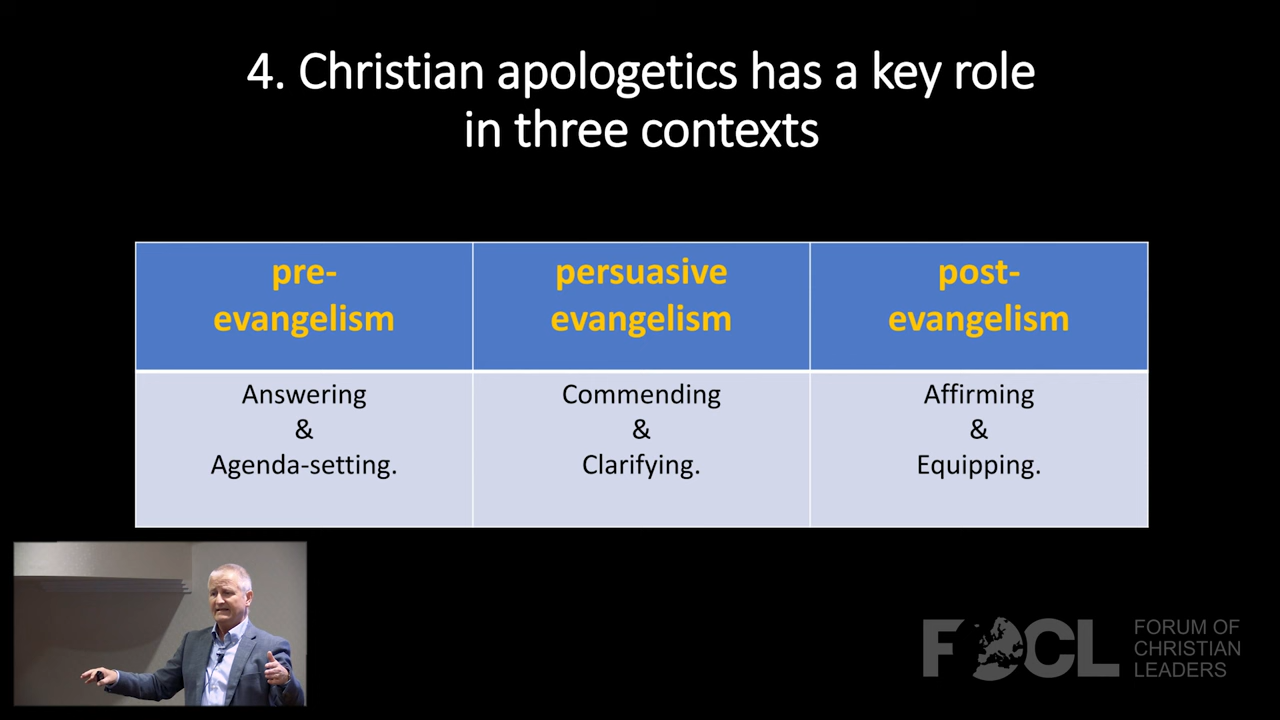 4. Christian apologetics has a key role
in three contexts
pre-
evangelism
persuasive
evangelism
post-
evangelism
Answering
&
Agenda-setting.
Commending
&
Clarifying.
Affirming
&
Equipping.
FOCL
FORUM OF
CHRISTIAN
LEADERS